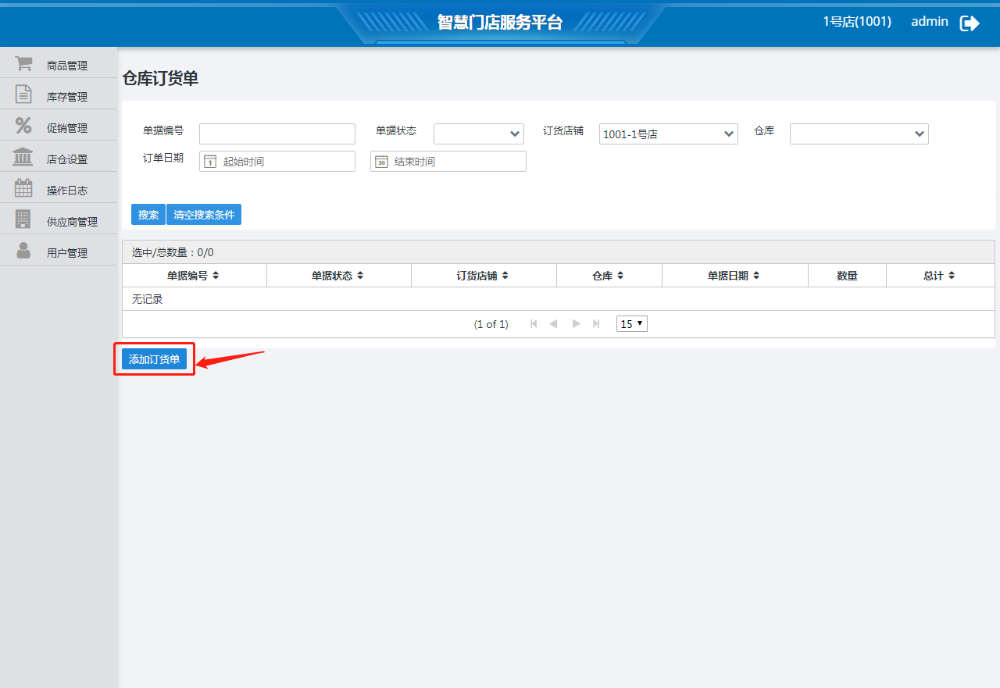 智慧门店服务平台
1号店(1001) admin
商品管理
库存管理
促销管理
店仓设置
操作日志
供应商管理
用户管理
仓库订货单
单据编号 单据状态 订货店铺 1001-1号店 仓库
订单日期 1 起始时间 30 结束时间
搜索 清空搜索条件
选中/总数量：0/0
单据编号 单据状态 订货店铺 仓库 单据日期 数量 总计
无记录
(1 of 1) 15
添加订货单